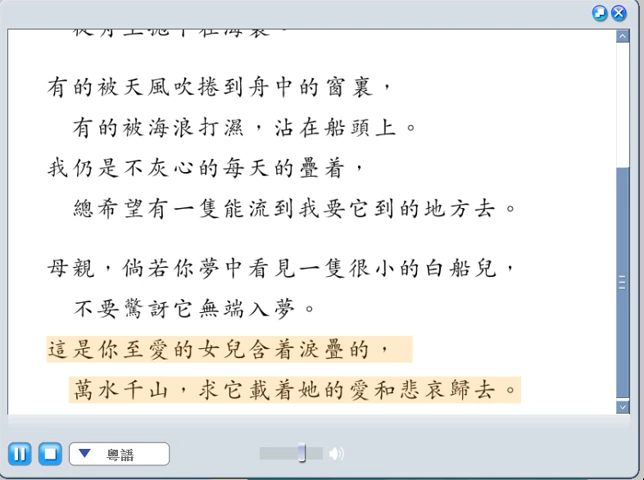 有的被天風吹捲到舟中的窗裏，
有的被海浪打濕，沾在船頭上。
我仍是不灰心的每天的疊着，
總希望有一隻能流到我要它到的地方去。
母親，倘若你夢中看見一隻很小的白船兒，
不要驚訝它無端入夢。
這是你至愛的女兒含着淚疊的，
萬水千山，求它載着她的愛和悲哀歸去。
粵語